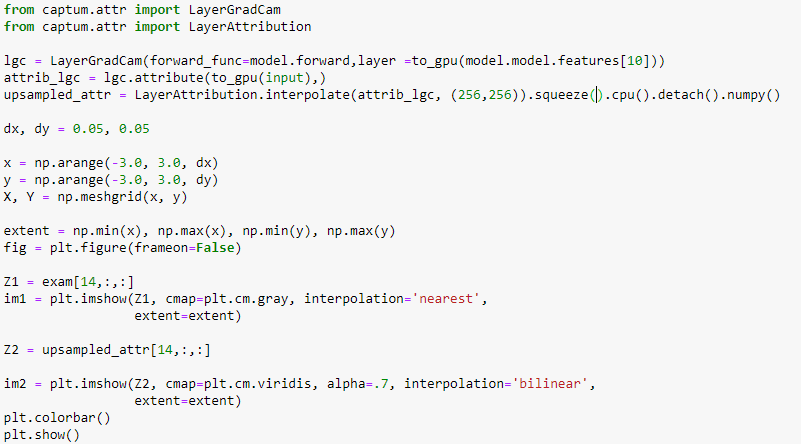 from captum.attr import LayerGradCam
from captum.attr import LayerAttribution
lgc = LayerGradCam(forward_func=model.forward,layer =to_gpu(model.model.features[10]))
attrib_lgc = lgc.attribute(to_gpu(input),)
upsampled_attr = LayerAttribution.interpolate(attrib_lgc, (256,256)).squeeze().cpu().detach().numpy()
dx, dy = 0.05, 0.05
x = np.arange(-3.0, 3.0, dx)
y = np.arange(-3.0, 3.0, dy)
X, Y = np.meshgrid(x, y)
extent = np.min(x), np.max(x), np.min(y), np.max(y)
fig = plt.figure(frameon=False)
Z1 = exam[14,:,:]
im1 = plt.imshow(Z1, cmap=plt.cm.gray, interpolation='nearest',
extent=extent)
Z2 = upsampled_attr[14,:,:]
im2 = plt.imshow(Z2, cmap=plt.cm.viridis, alpha=.7, interpolation='bilinear',
extent=extent)
plt.colorbar()
plt.show()